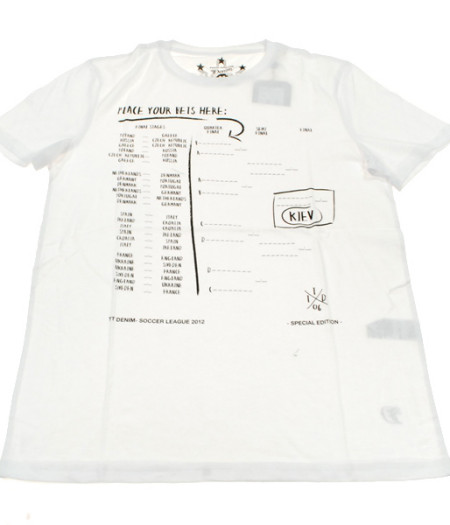 PLACE YOUR BETS HERE:
FINAL STAGES
QUARTER FINAL
SEMI FINAL
FINAL
POLAND --- GREECE
RUSSIA --- CZECH REPUBLIC
GREECE --- CZECH REPUBLIC
POLAND --- RUSSIA
CZECH REPUBLIC --- POLAND
GREECE --- RUSSIA
NETHERLANDS --- DENMARK
GERMANY --- PORTUGAL
DENMARK --- PORTUGAL
NETHERLANDS --- GERMANY
PORTUGAL --- NETHERLANDS
DENMARK --- GERMANY
SPAIN --- ITALY
IRELAND --- CROATIA
ITALY --- CROATIA
SPAIN --- IRELAND
CROATIA --- SPAIN
ITALY --- IRELAND
FRANCE --- ENGLAND
UKRAINE --- SWEDEN
UKRAINE --- FRANCE
SWEDEN --- ENGLAND
ENGLAND --- UKRAINE
SWEDEN --- FRANCE
KIEV
DENIM- SOCCER LEAGUE 2012
- SPECIAL EDITION -